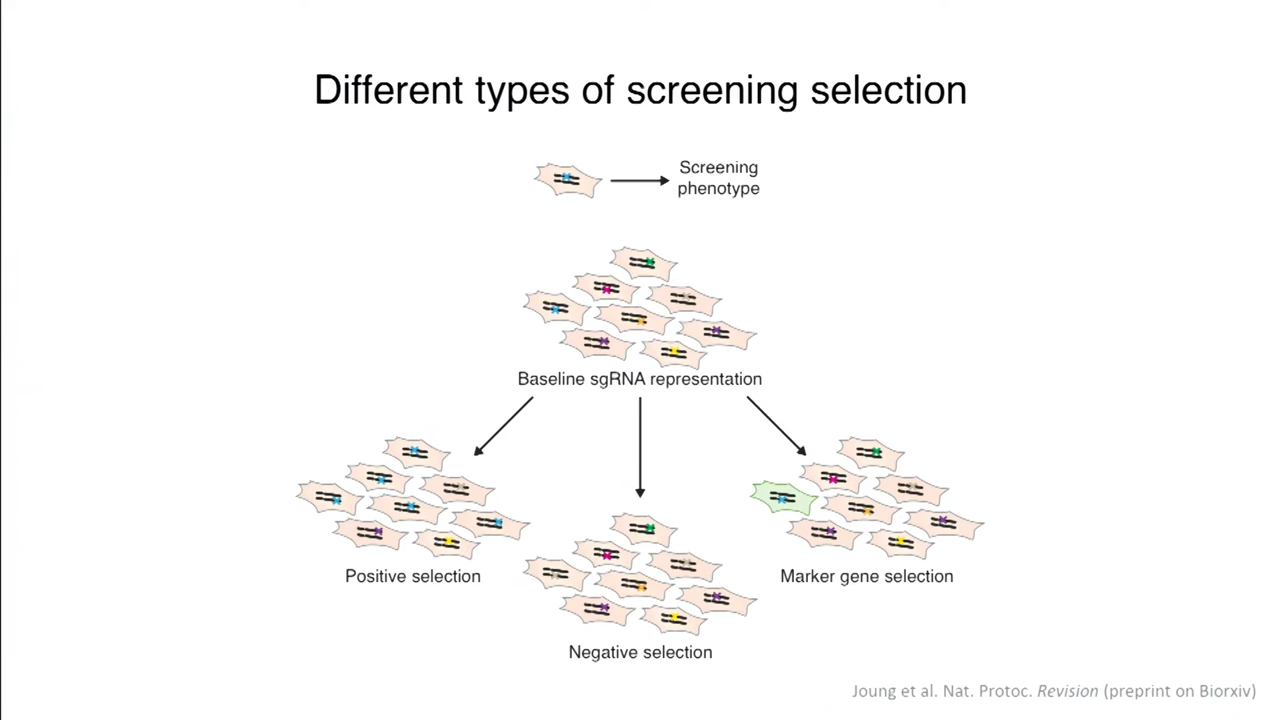 Different types of screening selection
Screening
phenotype
Baseline sgRNA representation
Positive selection
Marker gene selection
Negative selection
Joung et al. Nat. Protoc. Revision (preprint on Biorxiv)